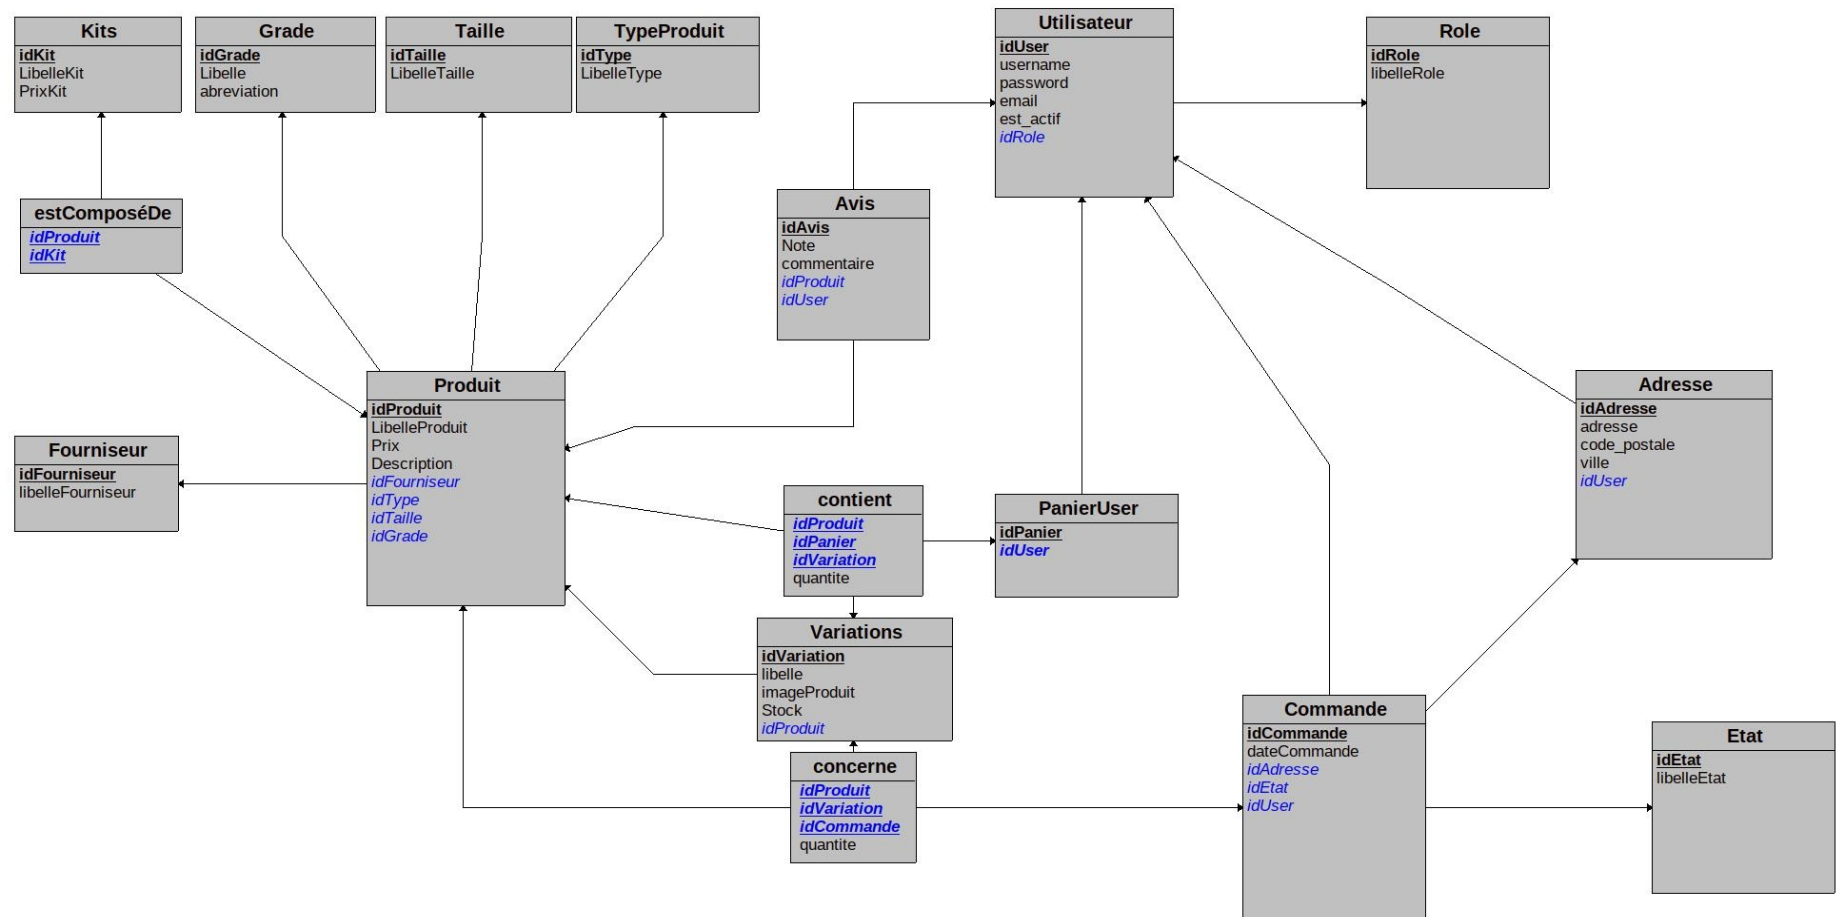 Kits
idKit
LibelleKit
PrixKit
Grade
idGrade
Libelle
abreviation
Taille
idTaille
LibelleTaille
TypeProduit
idType
LibelleType
Utilisateur
idUser
username
password
email
est_actif
idRole
Role
idRole
libelleRole
estComposéDe
idProduit
idKit
Avis
idAvis
Note
commentaire
idProduit
idUser
Produit
idProduit
LibelleProduit
Prix
Description
idFourniseur
idType
idTaille
idGrade
Adresse
idAdresse
adresse
code_postale
ville
idUser
Fourniseur
idFourniseur
libelleFourniseur
contient
idProduit
idPanier
idVariation
quantite
PanierUser
idPanier
idUser
Variations
idVariation
libelle
imageProduit
Stock
idProduit
Commande
idCommande
dateCommande
idAdresse
idEtat
idUser
Etat
idEtat
libelleEtat
concerne
idProduit
idVariation
idCommande
quantite